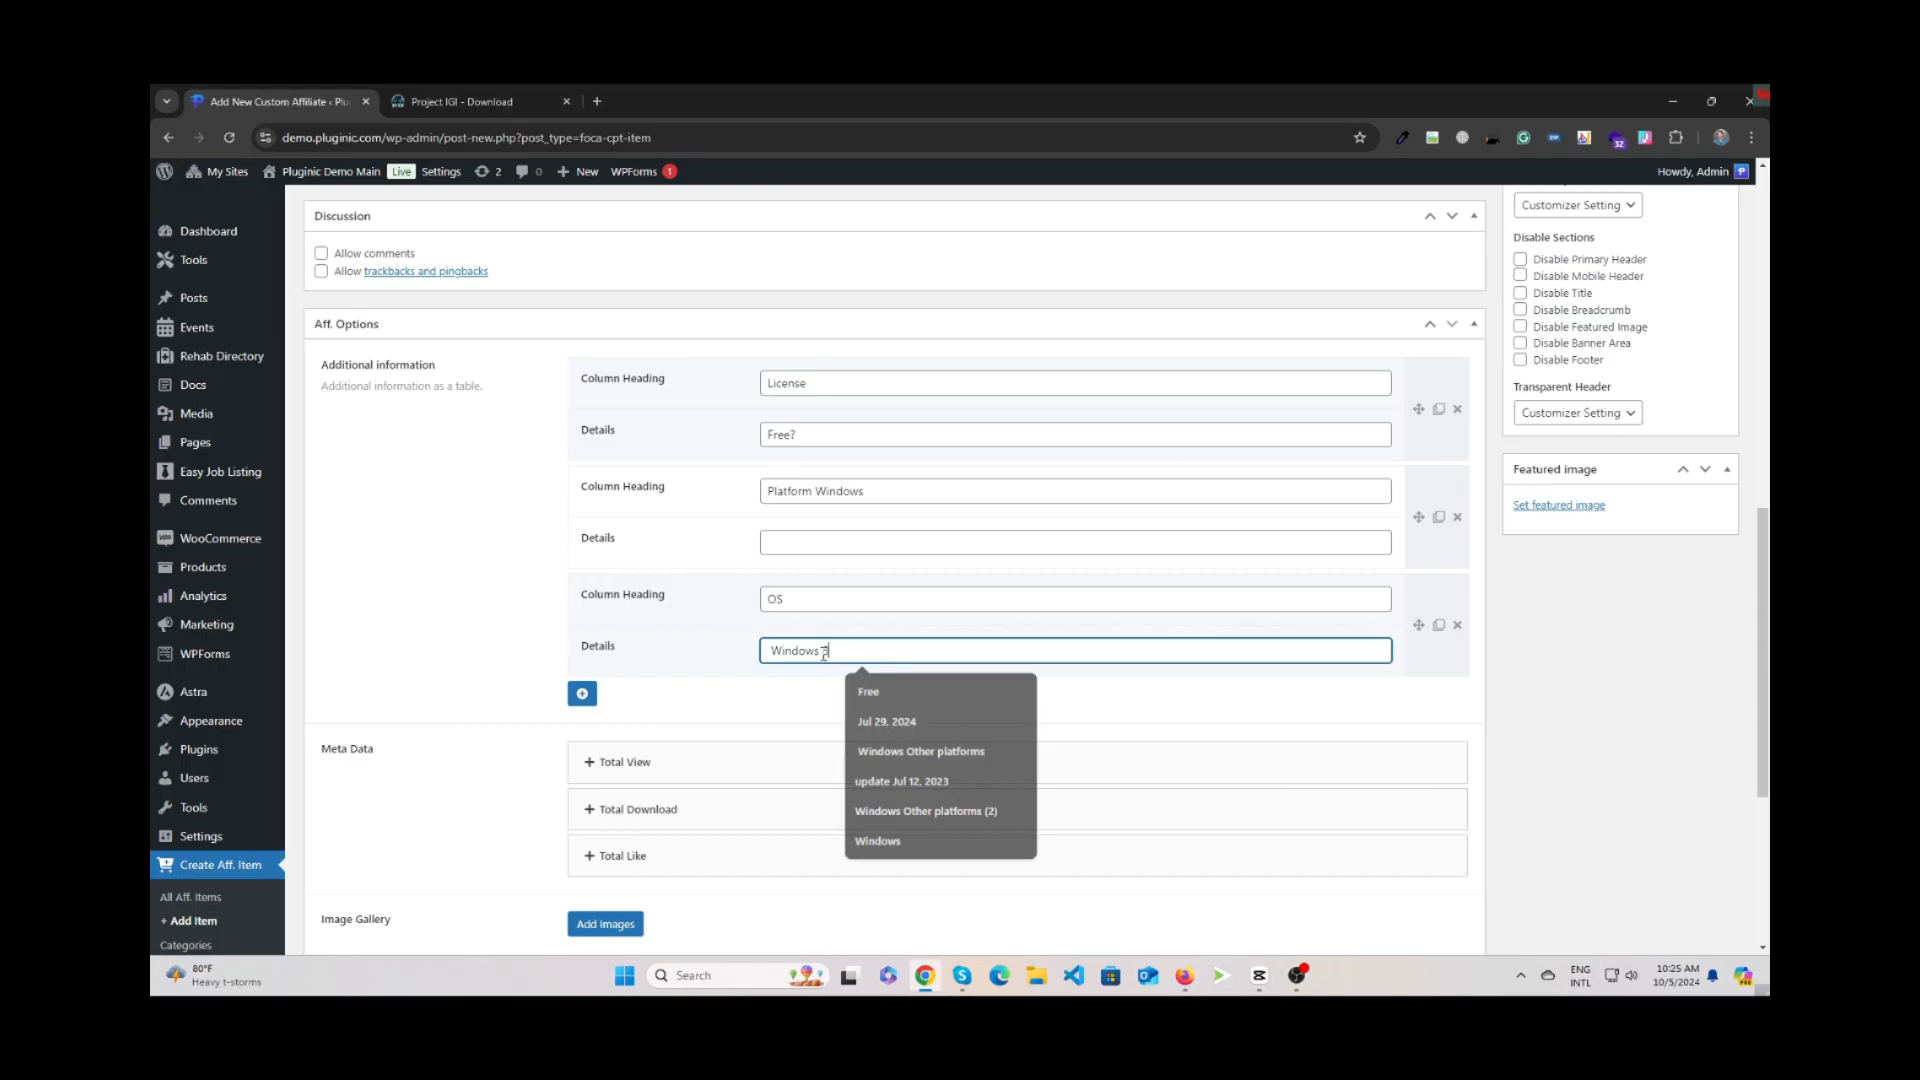 Add New Custom Affiliate ‹ Plu
Project IGI - Download
demo.pluginic.com/wp-admin/post-new.php?post_type=foca-cpt-item
32
My Sites
Pluginic Demo Main
Live
Settings
2
0
New
WPForms
1
Howdy, Admin
Dashboard
Tools
Posts
Events
Rehab Directory
Docs
Media
Pages
Easy Job Listing
Comments
WooCommerce
Products
Analytics
Marketing
WPForms
Astra
Appearance
Plugins
Users
Tools
Settings
Create Aff. Item
All Aff. Items
+ Add Item
Categories
Discussion
Allow comments
Allow trackbacks and pingbacks
Aff. Options
Additional information
Additional information as a table.
Column Heading
License
Details
Free?
Column Heading
Platform Windows
Details
Column Heading
OS
Details
Windows
Free
Jul 29, 2024
Windows Other platforms
update Jul 12, 2023
Windows Other platforms (2)
Windows
Meta Data
Total View
Total Download
Total Like
Image Gallery
Add Images
Customizer Setting
Disable Sections
Disable Primary Header
Disable Mobile Header
Disable Title
Disable Breadcrumb
Disable Featured Image
Disable Banner Area
Disable Footer
Transparent Header
Customizer Setting
Featured image
Set featured image
80°F
Heavy t-storms
Search
ENG
INTL
10:25 AM
10/5/2024